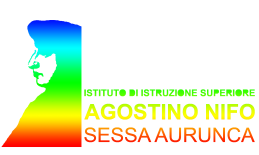 ISTITUTO DI ISTRUZIONE SUPERIORE
AGOSTINO NIFO
SESSA AURUNCA